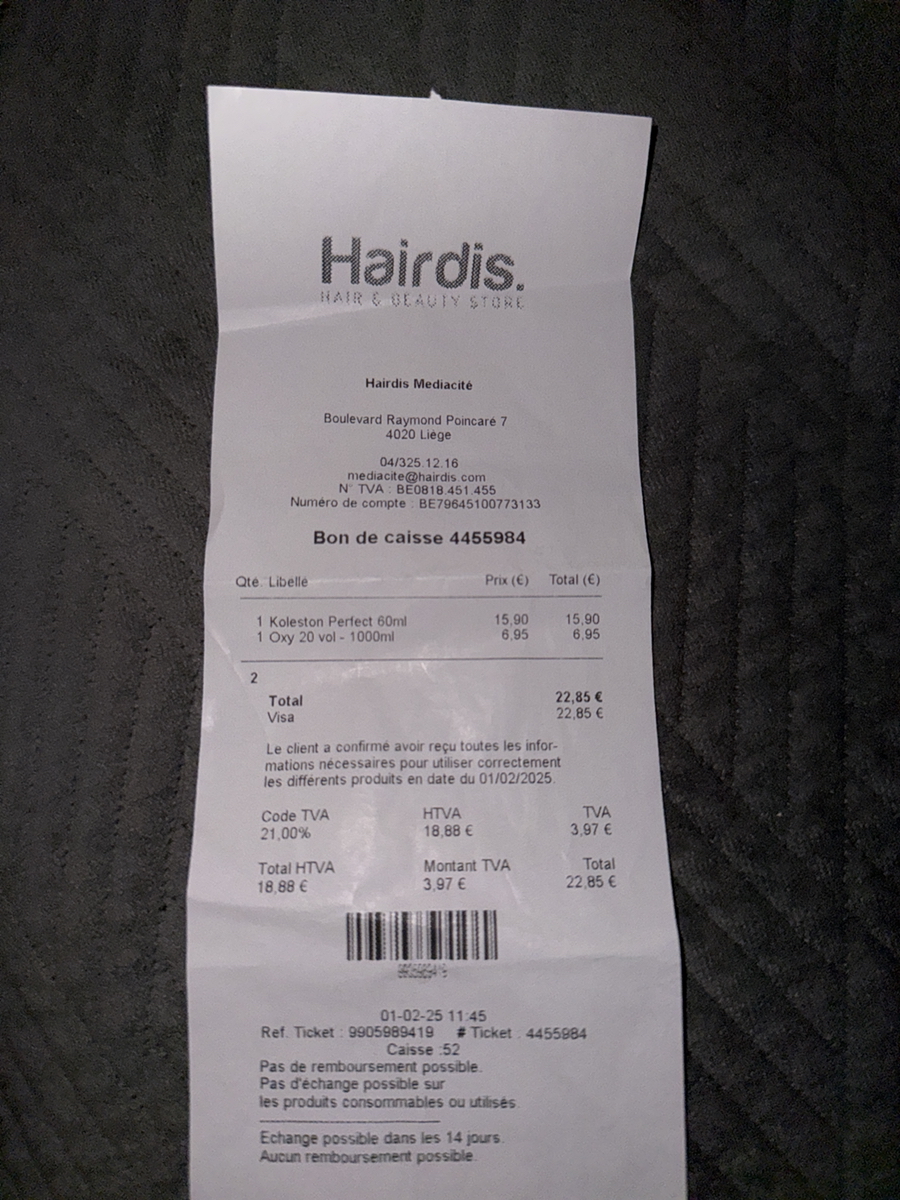 Hairdis.
HAIR & BEAUTY STORE
Hairdis Mediacité
Boulevard Raymond Poincaré 7
4020 Liège
04/325.12.16
mediacite@hairdis.com
N° TVA : BE0818.451.455
Numéro de compte : BE79645100773133
Bon de caisse 4455984
Qté. Libellé Prix (€) Total (€)
1 Koleston Perfect 60ml 15,90 15,90
1 Oxy 20 vol - 1000ml 6,95 6,95
2
Total 22,85 €
Visa 22,85 €
Le client a confirmé avoir reçu toutes les infor-
mations nécessaires pour utiliser correctement
les différents produits en date du 01/02/2025.
Code TVA HTVA TVA
21,00% 18,88 € 3,97 €
Total HTVA Montant TVA Total
18,88 € 3,97 € 22,85 €
01-02-25 11:45
Ref. Ticket : 9905989419 # Ticket : 4455984
Caisse :52
Pas de remboursement possible.
Pas d'échange possible sur
les produits consommables ou utilisés.
Echange possible dans les 14 jours.
Aucun remboursement possible.